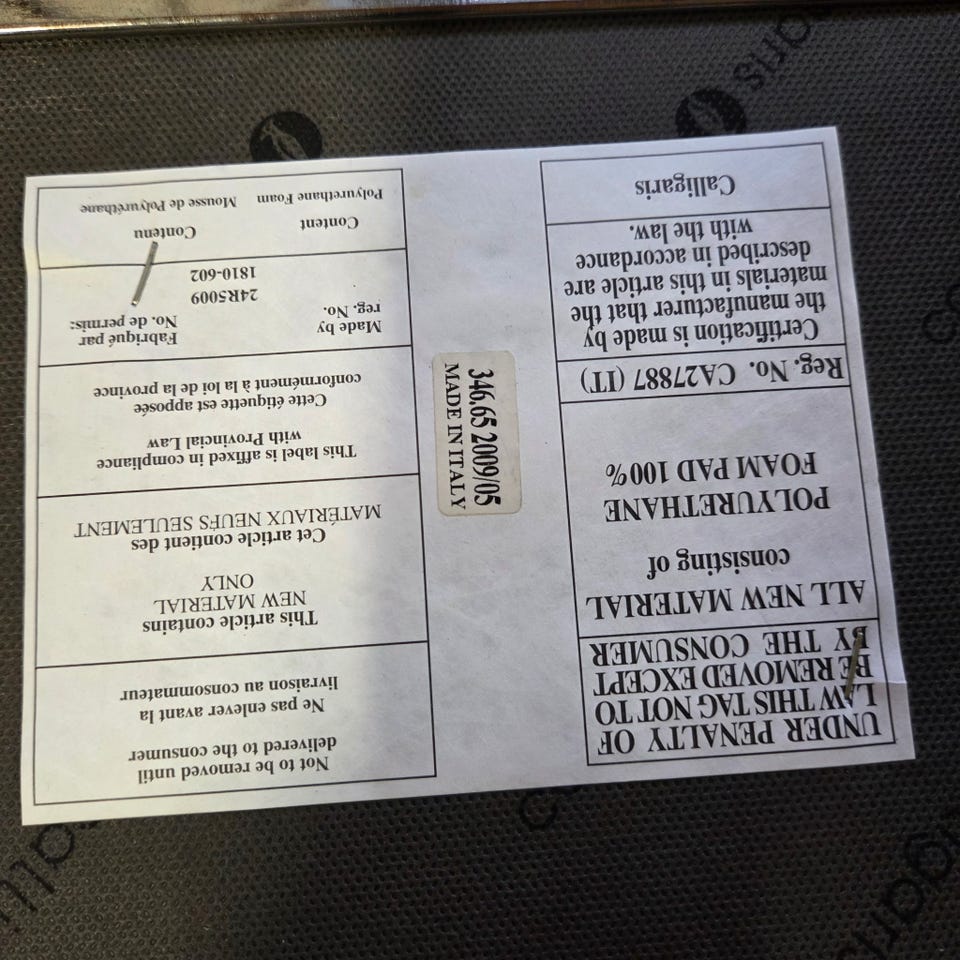 UNDER PENALTY OF
LAW THIS TAG NOT TO
BE REMOVED EXCEPT
BY THE CONSUMER
ALL NEW MATERIAL
consisting of
POLYURETHANE
FOAM PAD 100%
Reg. No. CA27887 (IT)
Certification is made by
the manufacturer that the
materials in this article are
described in accordance
with the law.
Calligaris
346,65 2009/05
MADE IN ITALY
Not to be removed until
delivered to the consumer
Ne pas enlever avant la
livraison au consommateur
This article contains
NEW MATERIAL
ONLY
Cet article contient des
MATÉRIAUX NEUFS SEULEMENT
This label is affixed in compliance
with Provincial Law
Cette étiquette est apposée
conformément à la loi de la province
Made by Fabriqué par
reg. No. No. de permis:
24R5009
1810-602
Content Contenu
Polyurethane Foam Mousse de Polyuréthane